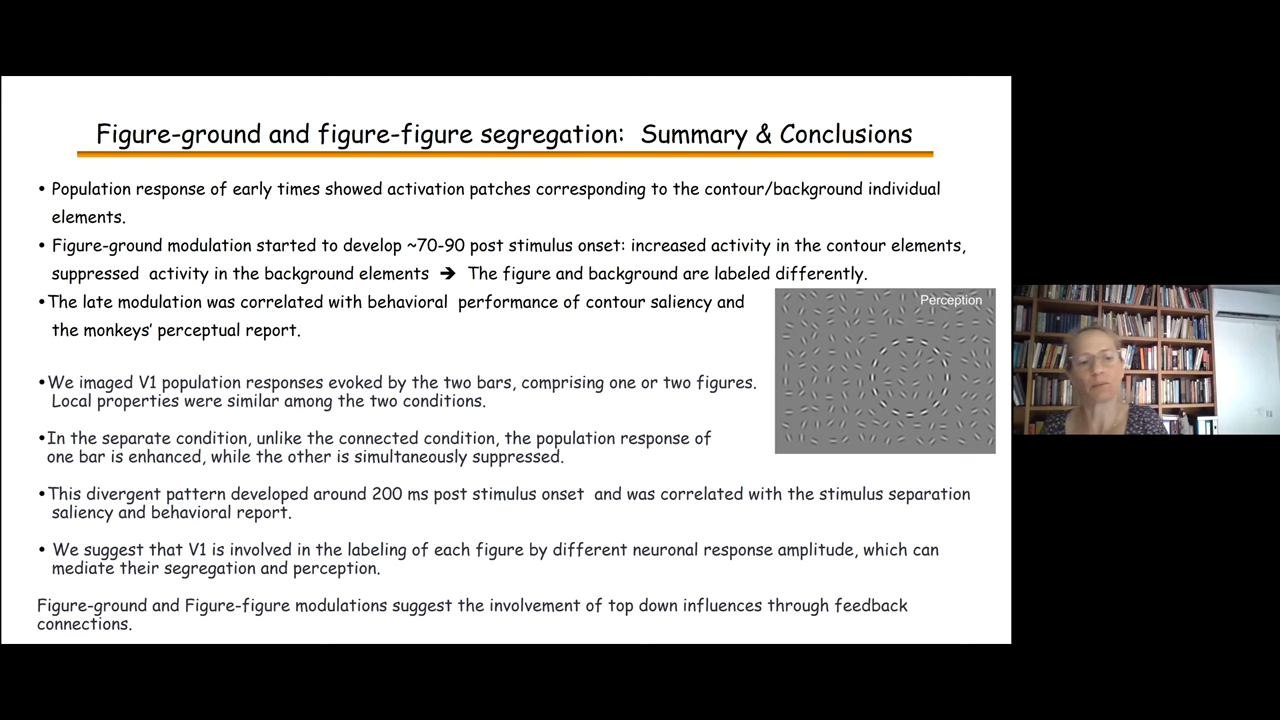 Figure-ground and figure-figure segregation: Summary & Conclusions
• Population response of early times showed activation patches corresponding to the contour/background individual
elements.
• Figure-ground modulation started to develop ~70-90 post stimulus onset: increased activity in the contour elements,
suppressed activity in the background elements ➔ The figure and background are labeled differently.
• The late modulation was correlated with behavioral performance of contour saliency and
the monkeys’ perceptual report.
Perception
• We imaged V1 population responses evoked by the two bars, comprising one or two figures.
Local properties were similar among the two conditions.
• In the separate condition, unlike the connected condition, the population response of
one bar is enhanced, while the other is simultaneously suppressed.
• This divergent pattern developed around 200 ms post stimulus onset and was correlated with the stimulus separation
saliency and behavioral report.
• We suggest that V1 is involved in the labeling of each figure by different neuronal response amplitude, which can
mediate their segregation and perception.
Figure-ground and Figure-figure modulations suggest the involvement of top down influences through feedback
connections.